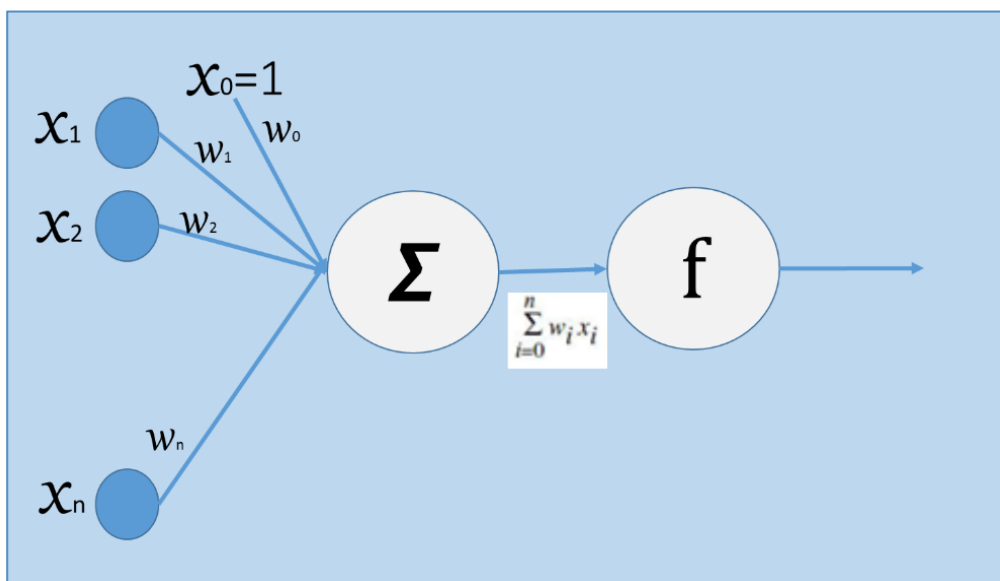 x₀=1
x₁
w₀
w₁
x₂
w₂
Σ
f
n
Σ wᵢ xᵢ
i=0
wₙ
xₙ